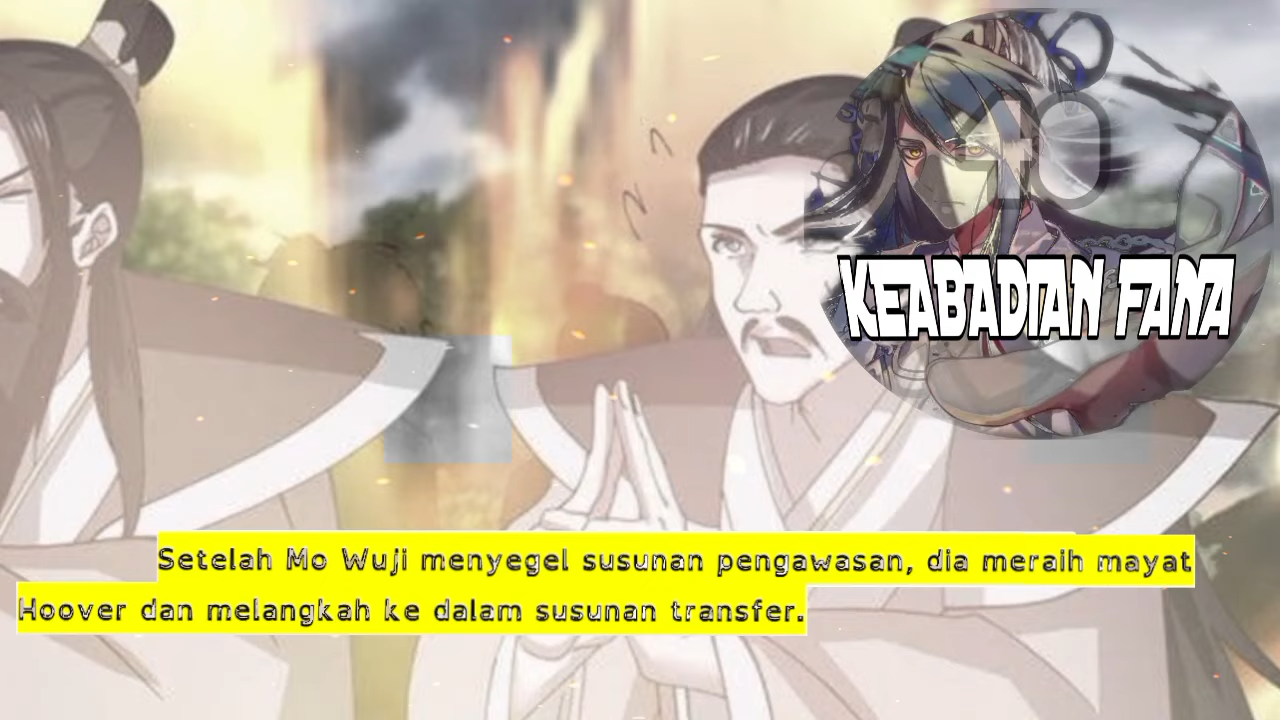 KEABADIAN FANA
Setelah Mo Wuji menyegel susunan pengawasan, dia meraih mayat
Hoover dan melangkah ke dalam susunan transfer.